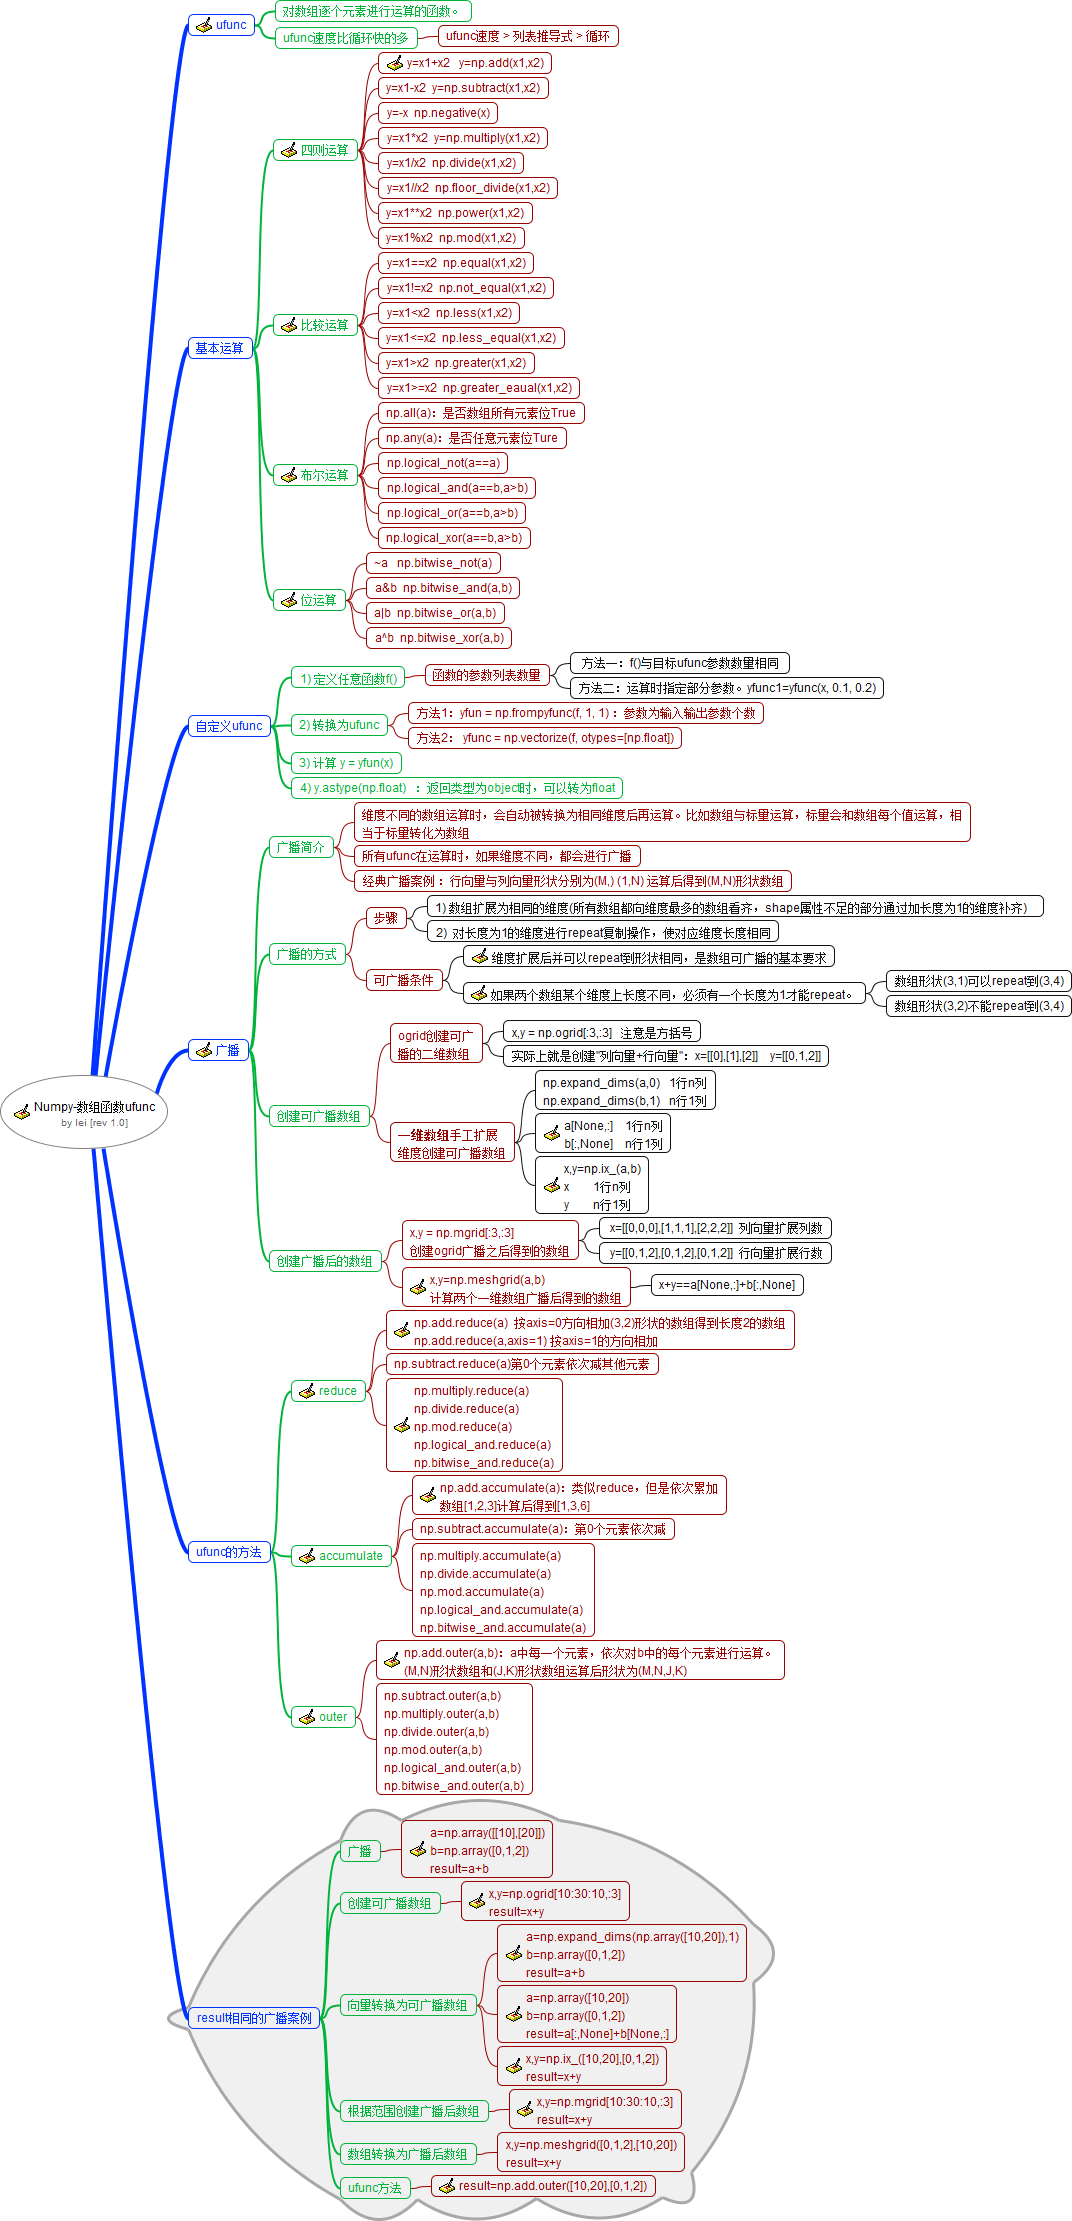 Numpy-数组函数ufunc
by lei [rev 1.0]
ufunc
对数组逐个元素进行运算的函数。
ufunc速度比循环快的多
ufunc速度 > 列表推导式 > 循环
基本运算
四则运算
y=x1+x2 y=np.add(x1,x2)
y=x1-x2 y=np.subtract(x1,x2)
y=-x np.negative(x)
y=x1*x2 y=np.multiply(x1,x2)
y=x1/x2 np.divide(x1,x2)
y=x1//x2 np.floor_divide(x1,x2)
y=x1**x2 np.power(x1,x2)
y=x1%x2 np.mod(x1,x2)
比较运算
y=x1==x2 np.equal(x1,x2)
y=x1!=x2 np.not_equal(x1,x2)
y=x1<x2 np.less(x1,x2)
y=x1<=x2 np.less_equal(x1,x2)
y=x1>x2 np.greater(x1,x2)
y=x1>=x2 np.greater_eaual(x1,x2)
布尔运算
np.all(a)：是否数组所有元素位True
np.any(a)：是否任意元素位Ture
np.logical_not(a==a)
np.logical_and(a==b,a>b)
np.logical_or(a==b,a>b)
np.logical_xor(a==b,a>b)
位运算
~a np.bitwise_not(a)
a&b np.bitwise_and(a,b)
a|b np.bitwise_or(a,b)
a^b np.bitwise_xor(a,b)
自定义ufunc
1) 定义任意函数f()
函数的参数列表数量
方法一：f()与目标ufunc参数数量相同
方法二：运算时指定部分参数。yfunc1=yfunc(x, 0.1, 0.2)
2) 转换为ufunc
方法1：yfun = np.frompyfunc(f, 1, 1) : 参数为输入输出参数个数
方法2： yfunc = np.vectorize(f, otypes=[np.float])
3) 计算 y = yfun(x)
4) y.astype(np.float) ：返回类型为object时，可以转为float
广播
广播简介
维度不同的数组运算时，会自动被转换为相同维度后再运算。比如数组与标量运算，标量会和数组每个值运算，相
当于标量转化为数组
所有ufunc在运算时，如果维度不同，都会进行广播
经典广播案例： 行向量与列向量形状分别为(M,) (1,N) 运算后得到(M,N)形状数组
广播的方式
步骤
1) 数组扩展为相同的维度(所有数组都向维度最多的数组看齐，shape属性不足的部分通过加长度为1的维度补齐)
2) 对长度为1的维度进行repeat复制操作，使对应维度长度相同
可广播条件
维度扩展后并可以repeat到形状相同，是数组可广播的基本要求
如果两个数组某个维度上长度不同，必须有一个长度为1才能repeat。
数组形状(3,1)可以repeat到(3,4)
数组形状(3,2)不能repeat到(3,4)
创建可广播数组
ogrid创建可广
播的二维数组
x,y = np.ogrid[:3,:3] 注意是方括号
实际上就是创建"列向量+行向量"：x=[[0],[1],[2]] y=[[0,1,2]]
一维数组手工扩展
维度创建可广播数组
np.expand_dims(a,0) 1行n列
np.expand_dims(b,1) n行1列
a[None,:] 1行n列
b[:,None] n行1列
x,y=np.ix_(a,b)
x 1行n列
y n行1列
创建广播后的数组
x,y = np.mgrid[:3,:3]
创建ogrid广播之后得到的数组
x=[[0,0,0],[1,1,1],[2,2,2]] 列向量扩展列数
y=[[0,1,2],[0,1,2],[0,1,2]] 行向量扩展行数
x,y=np.meshgrid(a,b)
计算两个一维数组广播后得到的数组
x+y==a[None,:]+b[:,None]
ufunc的方法
reduce
np.add.reduce(a) 按axis=0方向相加(3,2)形状的数组得到长度2的数组
np.add.reduce(a,axis=1) 按axis=1的方向相加
np.subtract.reduce(a)第0个元素依次减其他元素
np.multiply.reduce(a)
np.divide.reduce(a)
np.mod.reduce(a)
np.logical_and.reduce(a)
np.bitwise_and.reduce(a)
accumulate
np.add.accumulate(a)：类似reduce，但是依次累加
数组[1,2,3]计算后得到[1,3,6]
np.subtract.accumulate(a)：第0个元素依次减
np.multiply.accumulate(a)
np.divide.accumulate(a)
np.mod.accumulate(a)
np.logical_and.accumulate(a)
np.bitwise_and.accumulate(a)
outer
np.add.outer(a,b)：a中每一个元素，依次对b中的每个元素进行运算。
(M,N)形状数组和(J,K)形状数组运算后形状为(M,N,J,K)
np.subtract.outer(a,b)
np.multiply.outer(a,b)
np.divide.outer(a,b)
np.mod.outer(a,b)
np.logical_and.outer(a,b)
np.bitwise_and.outer(a,b)
result相同的广播案例
广播
a=np.array([[10],[20]])
b=np.array([0,1,2])
result=a+b
创建可广播数组
x,y=np.ogrid[10:30:10,:3]
result=x+y
向量转换为可广播数组
a=np.expand_dims(np.array([10,20]),1)
b=np.array([0,1,2])
result=a+b
a=np.array([10,20])
b=np.array([0,1,2])
result=a[:,None]+b[None,:]
x,y=np.ix_([10,20],[0,1,2])
result=x+y
根据范围创建广播后数组
x,y=np.mgrid[10:30:10,:3]
result=x+y
数组转换为广播后数组
x,y=np.meshgrid([0,1,2],[10,20])
result=x+y
ufunc方法
result=np.add.outer([10,20],[0,1,2])